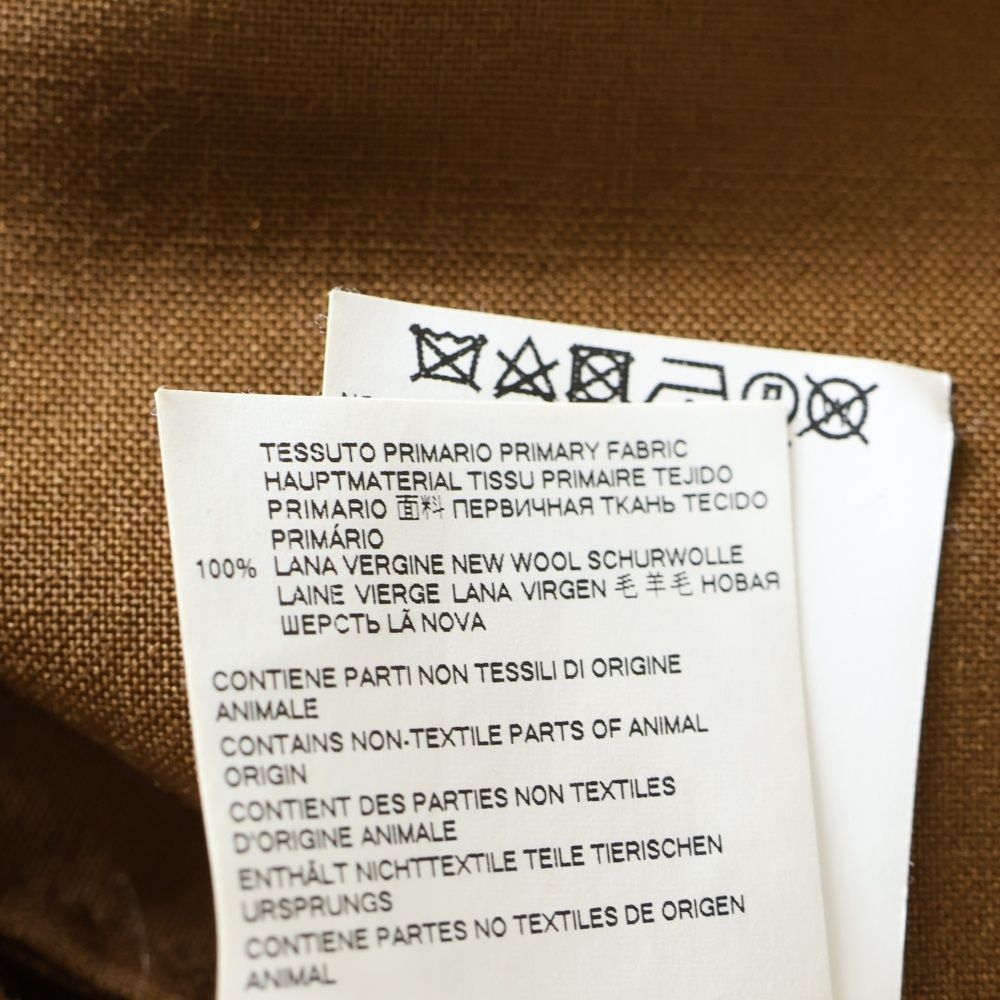 TESSUTO PRIMARIO PRIMARY FABRIC
HAUPTMATERIAL TISSU PRIMAIRE TEJIDO
PRIMARIO 面料 ПЕРВИЧНАЯ ТКАНЬ TECIDO
PRIMÁRIO
100% LANA VERGINE NEW WOOL SCHURWOLLE
LAINE VIERGE LANA VIRGEN 毛 羊毛 НОВАЯ
ШЕРСТЬ LÃ NOVA
CONTIENE PARTI NON TESSILI DI ORIGINE
ANIMALE
CONTAINS NON-TEXTILE PARTS OF ANIMAL
ORIGIN
CONTIENT DES PARTIES NON TEXTILES
D'ORIGINE ANIMALE
ENTHÄLT NICHTTEXTILE TEILE TIERISCHEN
URSPRUNGS
CONTIENE PARTES NO TEXTILES DE ORIGEN
ANIMAL